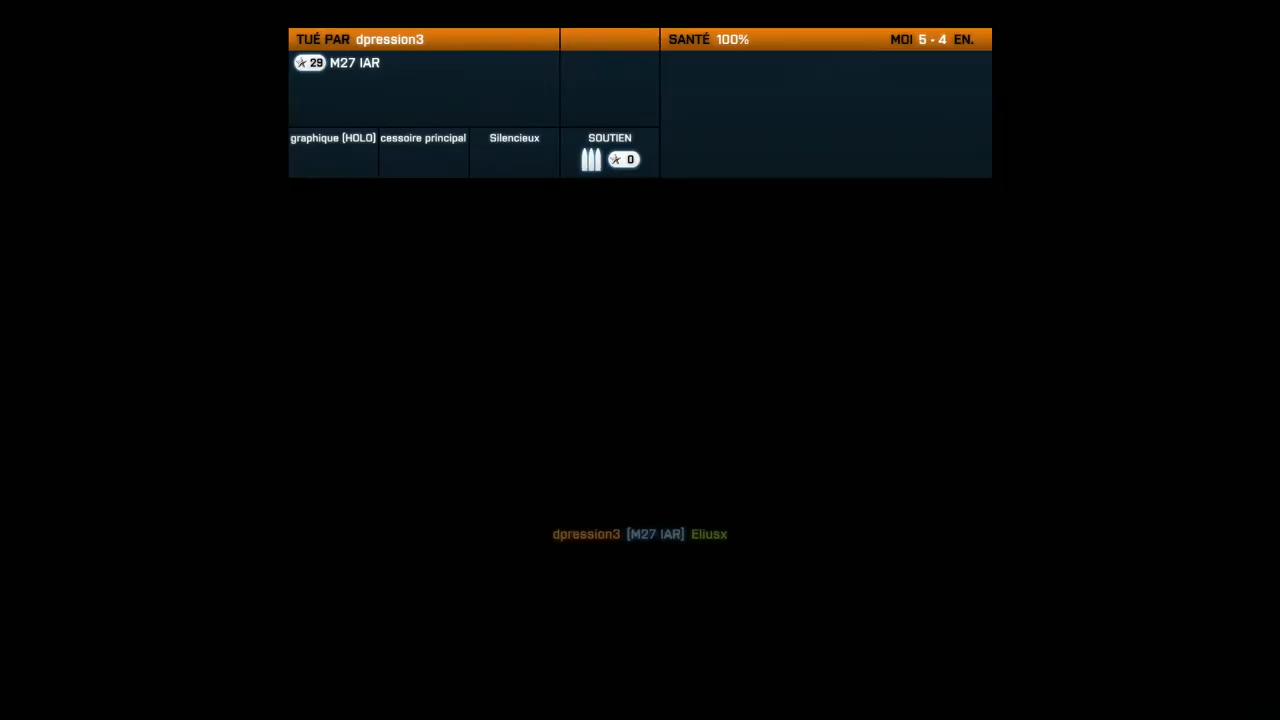 TUÉ PAR dpression3
SANTÉ 100%
MOI 5 - 4 EN.
29 M27 IAR
graphique [HOLO]
cessoire principal
Silencieux
SOUTIEN
0
dpression3 [M27 IAR] Eliusx